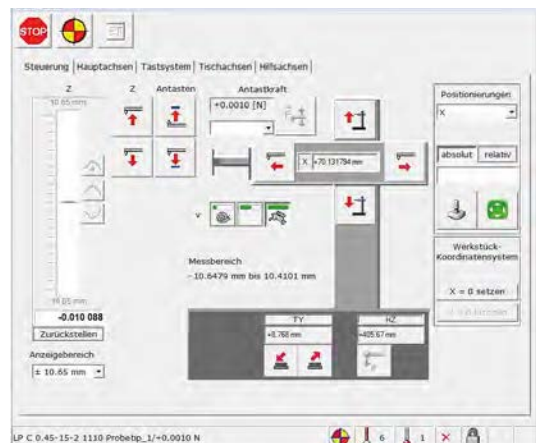 STOP
Steuerung Hauptachsen Tastsystem Tischachsen Hilfsachsen
Z
10.65 mm
Z Antasten
Antastkraft
+0.0010 [N]
Positionierungen
X
absolut relativ
X +70.131794 mm
v
Messbereich
- 10.6479 mm bis 10.4101 mm
Werkstück-
Koordinatensystem
X = 0 setzen
10.65 mm
-0.010 088
Zurückstellen
Anzeigebereich
± 10.65 mm
TY
HZ
+8.768 mm
+405.67 mm
LP C 0.45-15-2 1110 Probetip_1/+0.0010 N
6
1